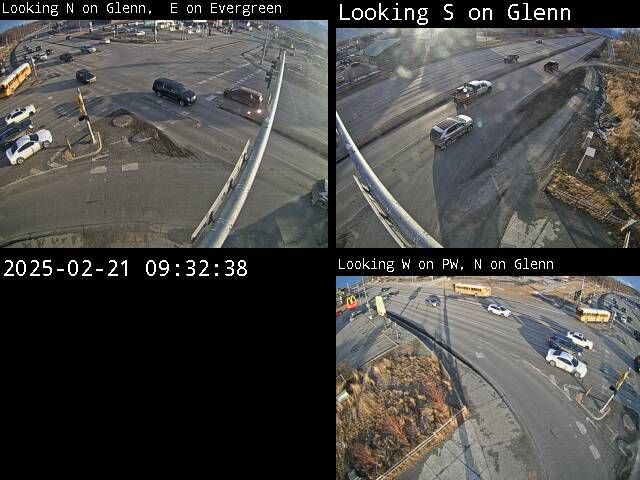 Looking N on Glenn,  E on Evergreen
Looking S on Glenn
2025-02-21 09:32:38
Looking W on PW, N on Glenn